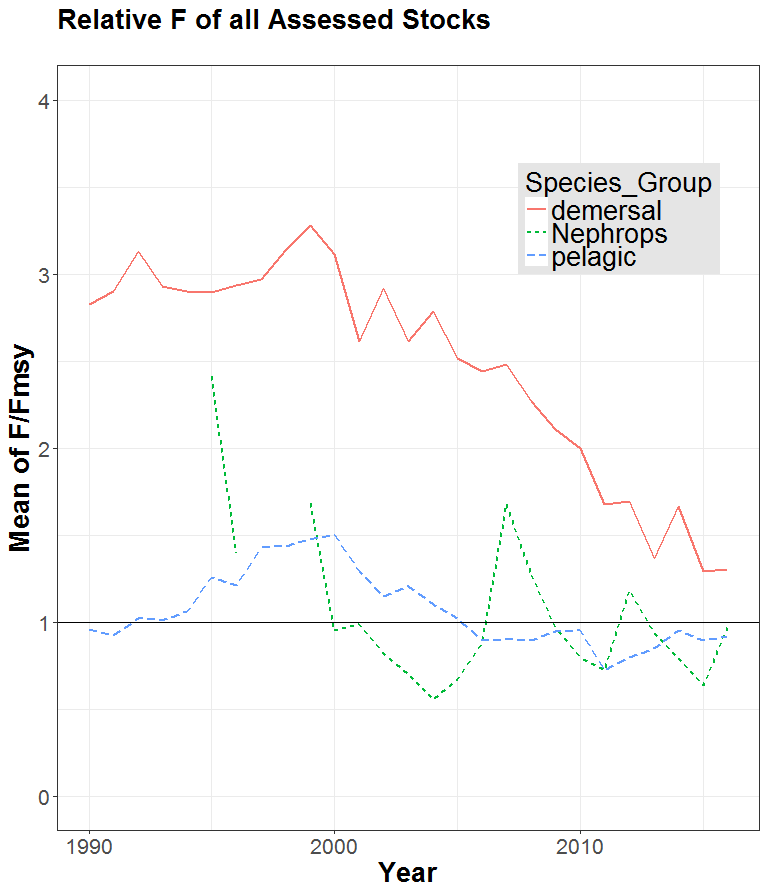 Relative F of all Assessed Stocks
4
3
2
1
0
Mean of F/Fmsy
Species_Group
demersal
Nephrops
pelagic
1990 2000 2010
Year